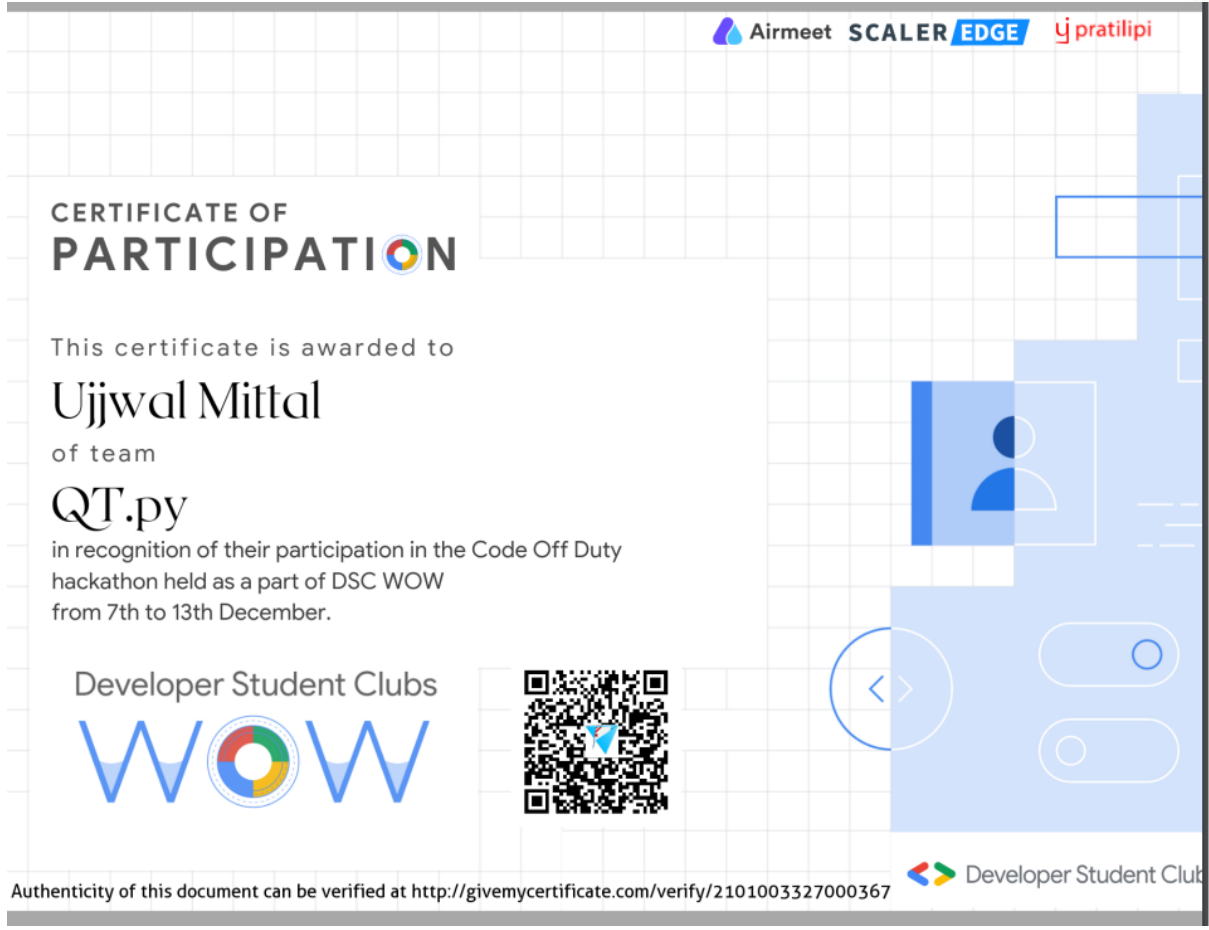 Airmeet SCALER EDGE pratilipi
CERTIFICATE OF
PARTICIPATION
This certificate is awarded to
Ujjwal Mittal
of team
QT.py
in recognition of their participation in the Code Off Duty
hackathon held as a part of DSC WOW
from 7th to 13th December.
Developer Student Clubs
WOW
Developer Student Club
Authenticity of this document can be verified at http://givemycertificate.com/verify/2101003327000367